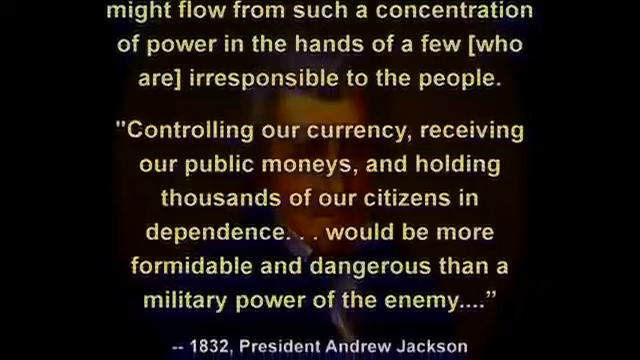 might flow from such a concentration
of power in the hands of a few [who
are] irresponsible to the people.
"Controlling our currency, receiving
our public moneys, and holding
thousands of our citizens in
dependence. . . would be more
formidable and dangerous than a
military power of the enemy....”
-- 1832, President Andrew Jackson